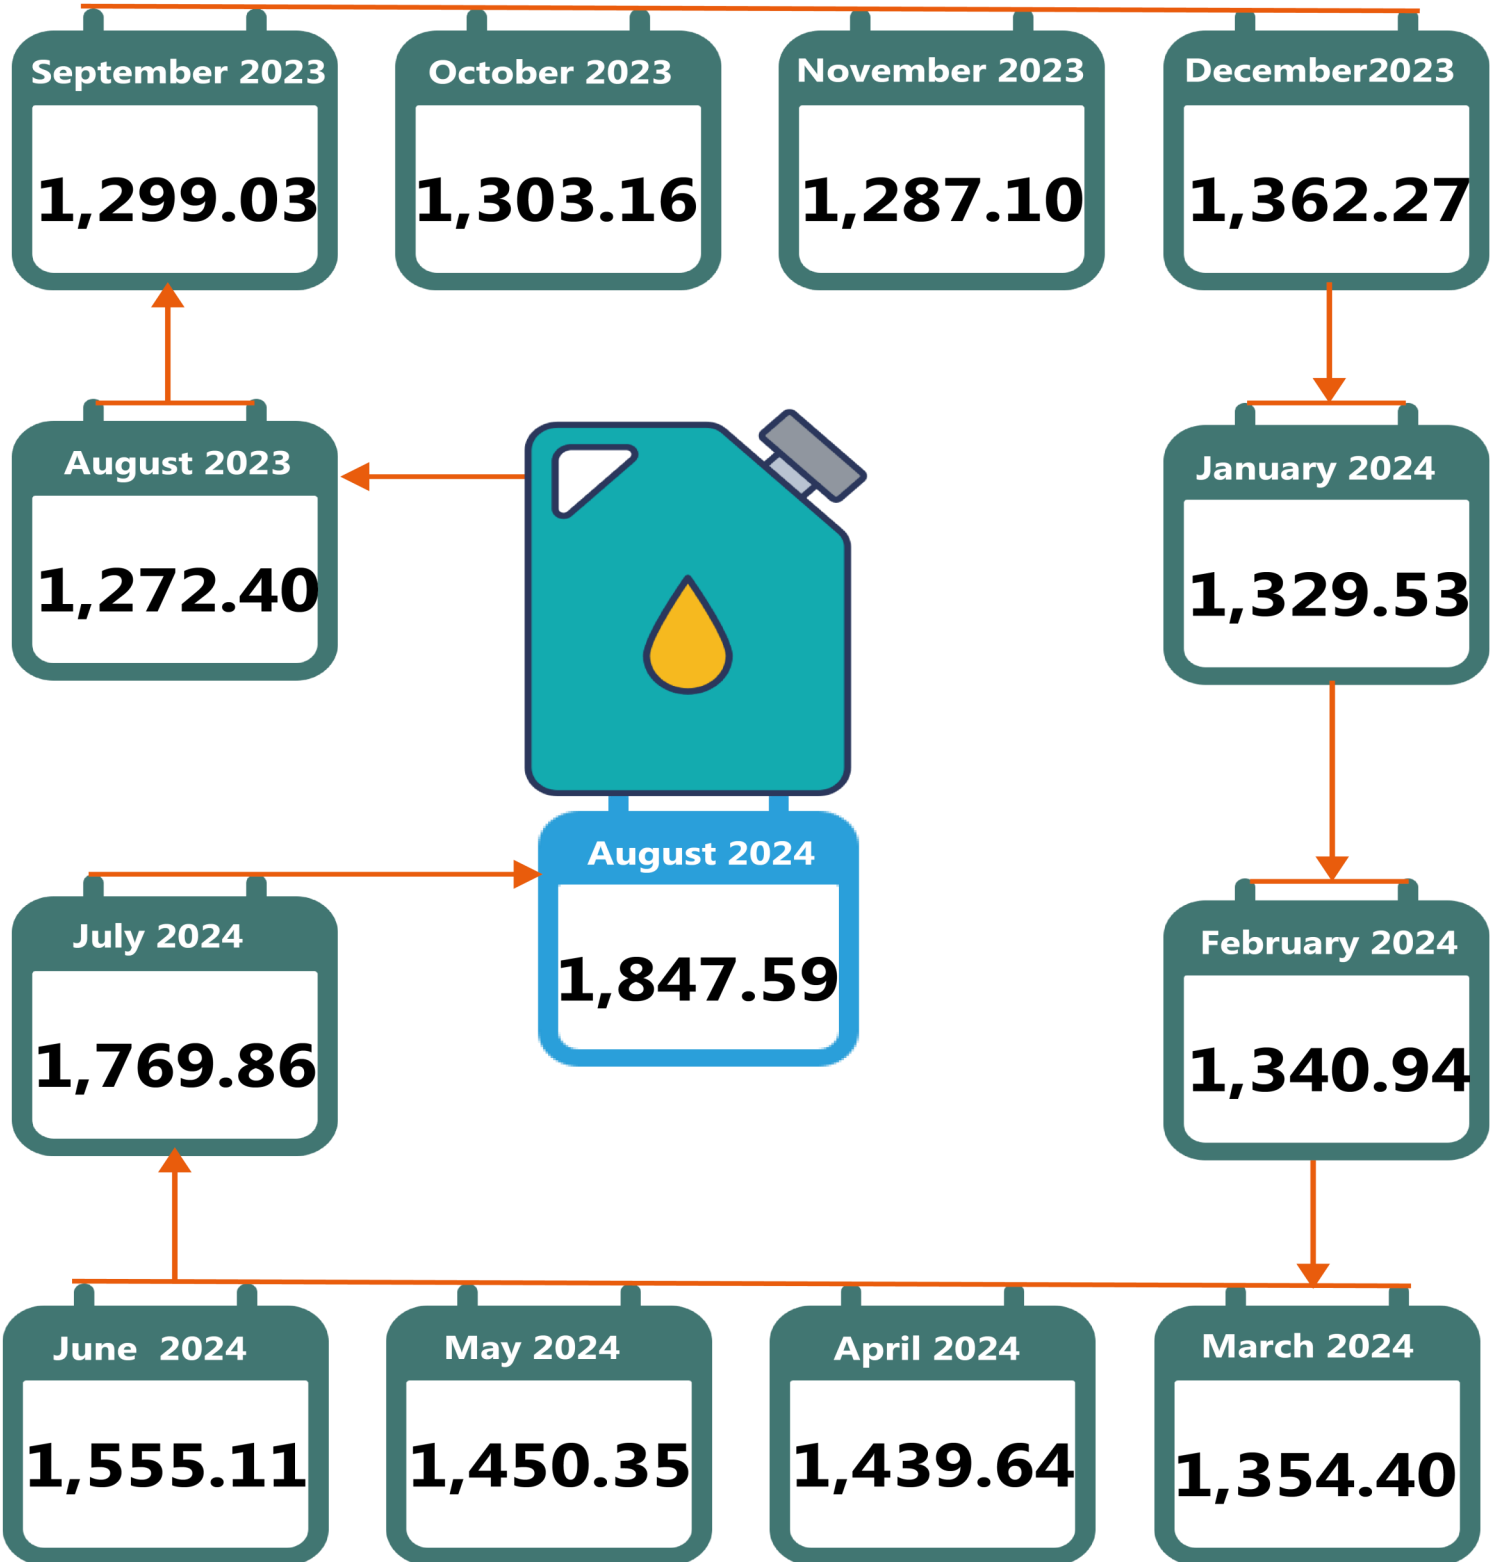 September 2023
1,299.03
October 2023
1,303.16
November 2023
1,287.10
December2023
1,362.27
August 2023
1,272.40
January 2024
1,329.53
August 2024
1,847.59
July 2024
1,769.86
February 2024
1,340.94
June  2024
1,555.11
May 2024
1,450.35
April 2024
1,439.64
March 2024
1,354.40